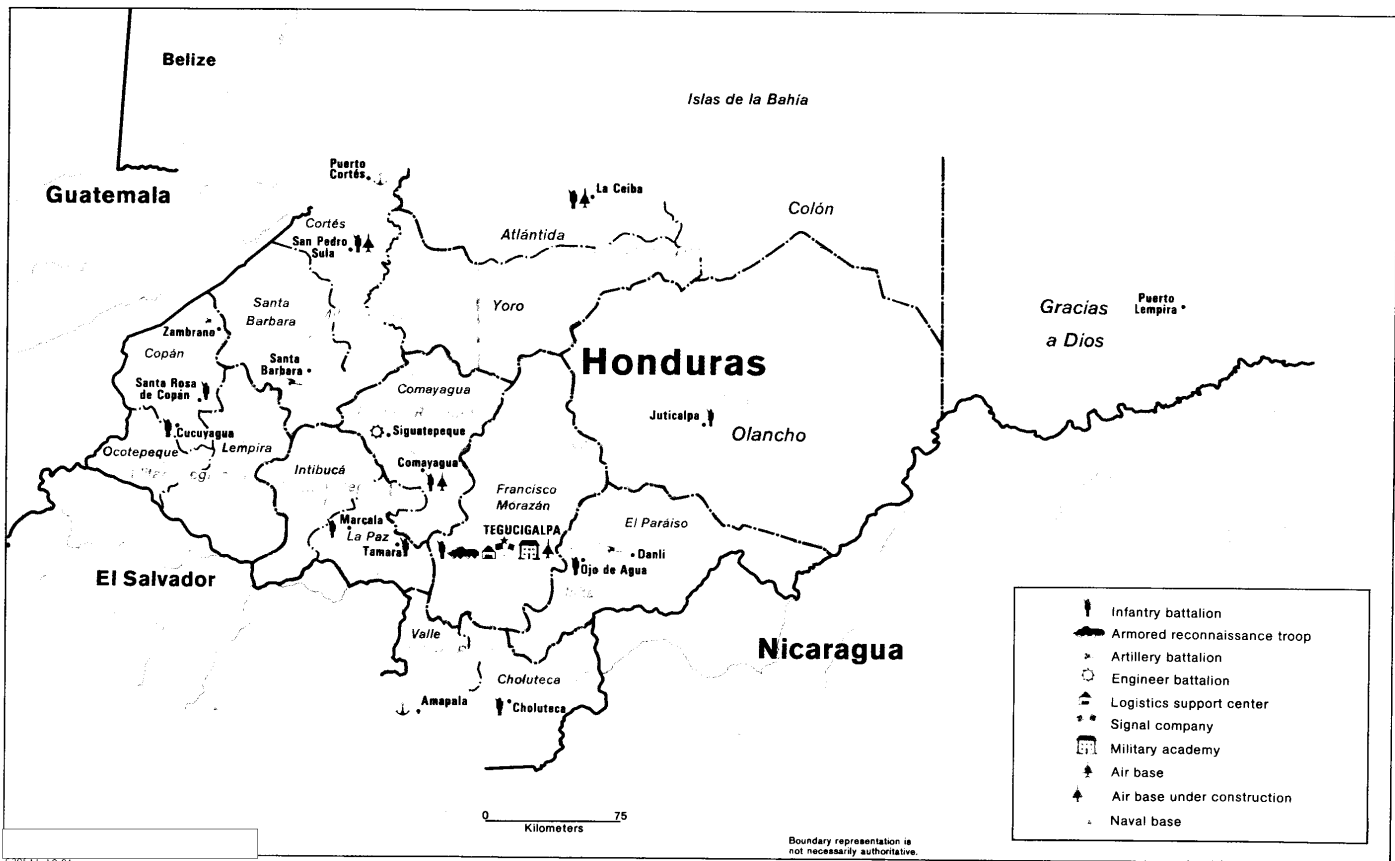 Belize
Islas de la Bahía
Guatemala
Puerto
Cortés
La Ceiba
Colón
Cortés
San Pedro
Sula
Atlántida
Santa
Barbara
Yoro
Gracias
a Dios
Puerto
Lempira
Zambrano
Copán
Honduras
Santa
Barbara
Santa Rosa
de Copán
Comayagua
Juticalpa
Olancho
Siguatepeque
Cucuyagua
Ocotepeque
Lempira
Intibucá
Comayagua
Francisco
Morazán
Marcala
La Paz
Tamara
TEGUCIGALPA
El Paráiso
Danli
Ojo de Agua
El Salvador
Valle
Nicaragua
Choluteca
Amapala
Choluteca
Infantry battalion
Armored reconnaissance troop
Artillery battalion
Engineer battalion
Logistics support center
Signal company
Military academy
Air base
Air base under construction
Naval base
0 75
Kilometers
Boundary representation is
not necessarily authoritative.